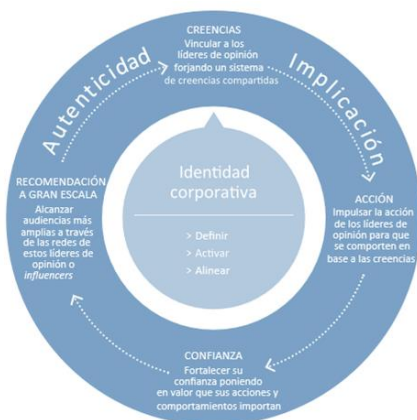 Autenticidad
CREENCIAS
Vincular a los
líderes de opinión
forjando un sistema
de creencias compartidas
Implicación
ACCIÓN
Impulsar la acción
de los líderes de
opinión para que
se comporten en
base a las creencias
CONFIANZA
Fortalecer su
confianza poniendo
en valor que sus acciones y
comportamientos importan
RECOMENDACIÓN
A GRAN ESCALA
Alcanzar
audiencias más
amplias a través
de las redes de
estos líderes de
opinión o
influencers
Identidad
corporativa
> Definir
> Activar
> Alinear